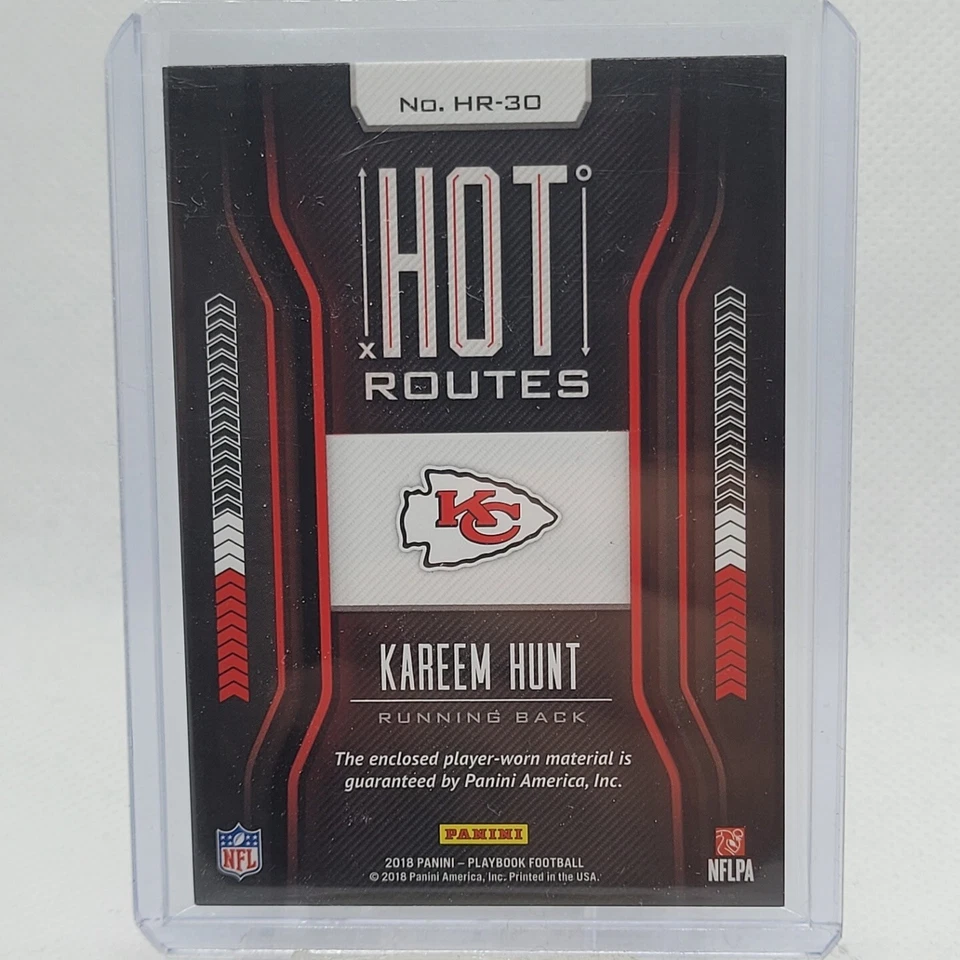 No. HR-30
HOT
X O
ROUTES
KC
KAREEM HUNT
RUNNING BACK
The enclosed player-worn material is
guaranteed by Panini America, Inc.
PANINI
NFL
2018 PANINI – PLAYBOOK FOOTBALL
© 2018 Panini America, Inc. Printed in the USA.
NFLPA